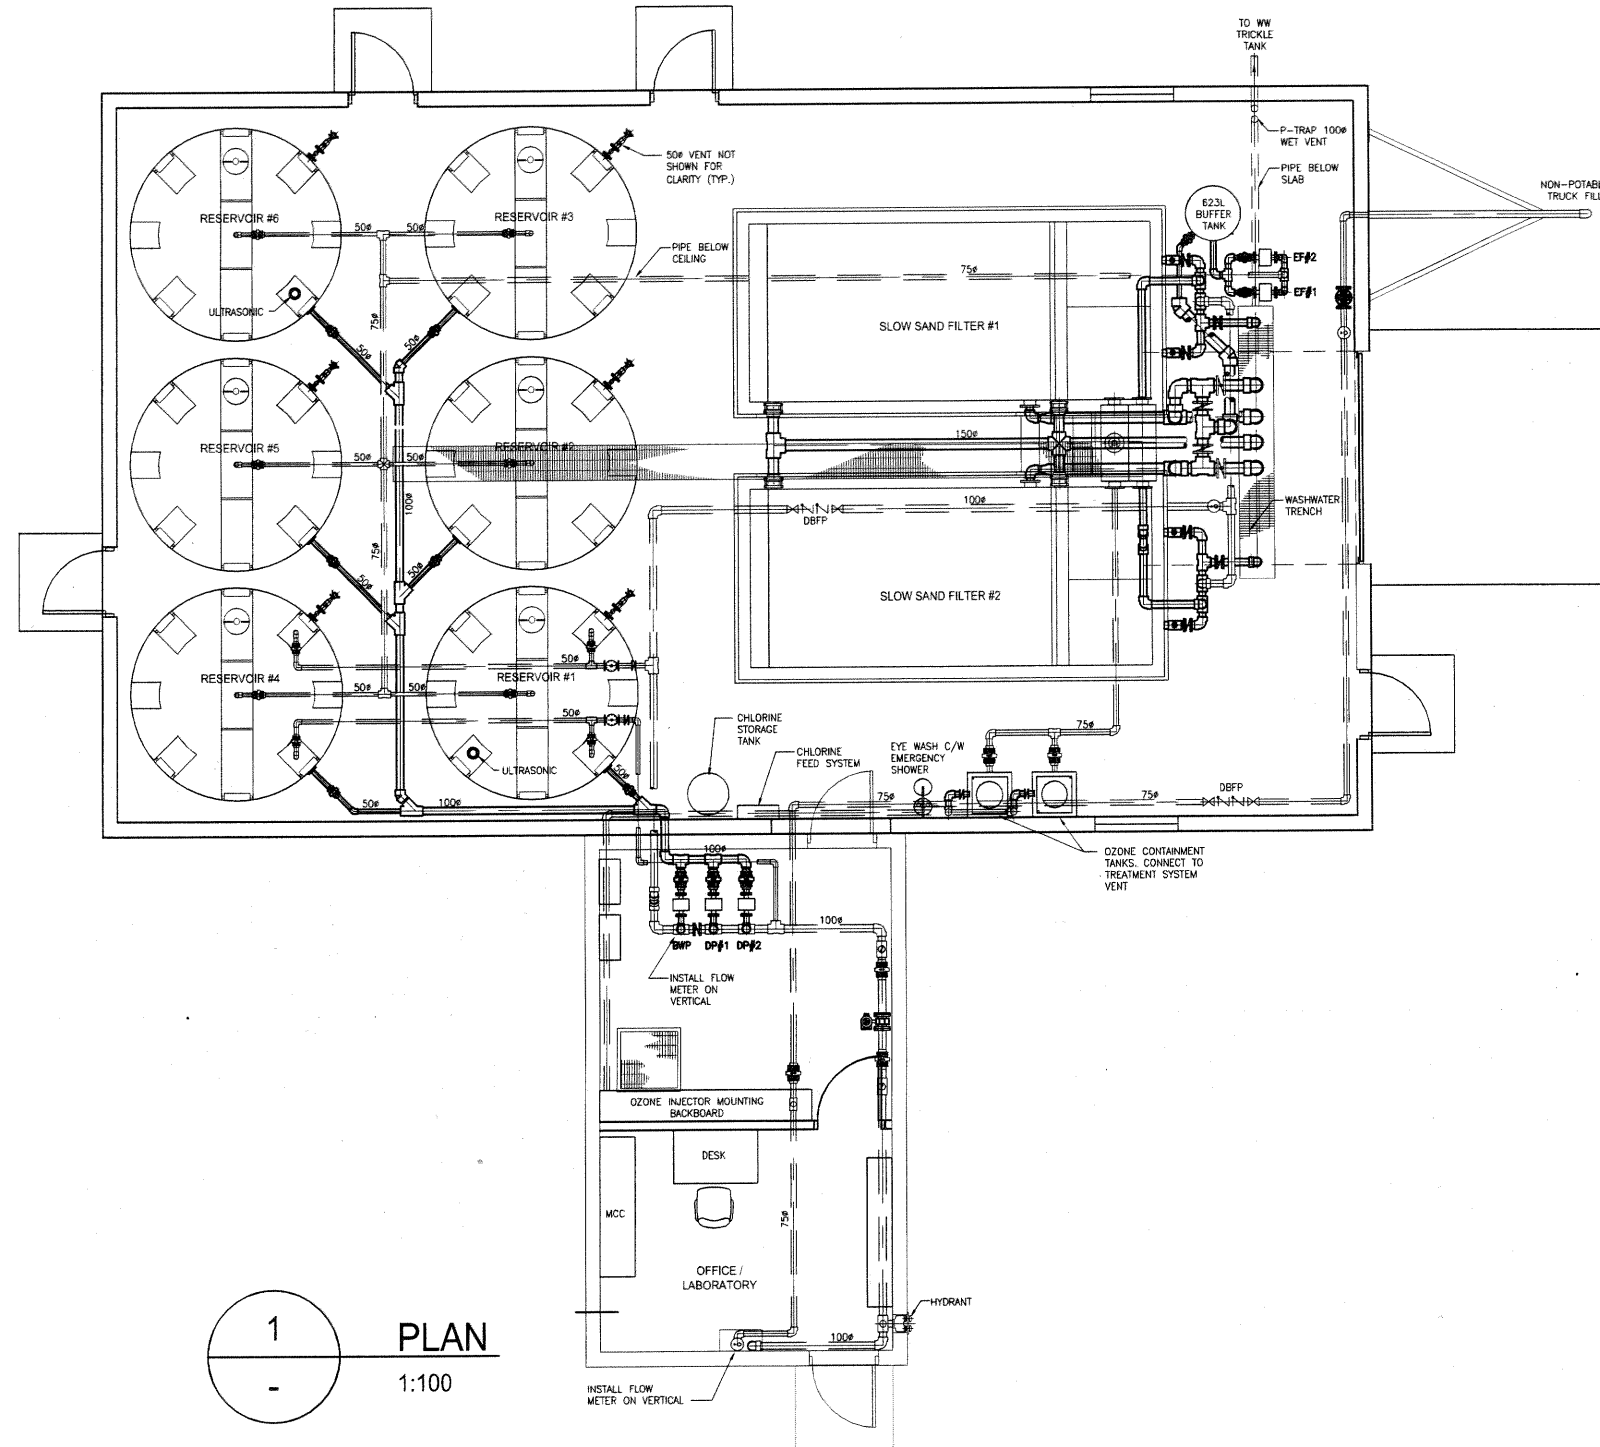 TO WW
TRICKLE
TANK
P-TRAP 100ø
WET VENT
PIPE BELOW
SLAB
50ø VENT NOT
SHOWN FOR
CLARITY (TYP.)
NON-POTABLE
TRUCK FILL
623L
BUFFER
TANK
RESERVOIR #6
50ø
50ø
RESERVOIR #3
PIPE BELOW
CEILING
75ø
EF#2
EF#1
ULTRASONIC
75ø
50ø
50ø
SLOW SAND FILTER #1
RESERVOIR #5
50ø
50ø
RESERVOIR #2
150ø
100ø
100ø
DBFP
WASHWATER
TRENCH
75ø
50ø
50ø
SLOW SAND FILTER #2
RESERVOIR #4
50ø
50ø
50ø
RESERVOIR #1
50ø
ULTRASONIC
50ø
50ø
100ø
CHLORINE
STORAGE
TANK
CHLORINE
FEED SYSTEM
EYE WASH C/W
EMERGENCY
SHOWER
75ø
75ø
75ø
DBFP
OZONE CONTAINMENT
TANKS. CONNECT TO
TREATMENT SYSTEM
VENT
100ø
100ø
BWP
DP#1
DP#2
INSTALL FLOW
METER ON
VERTICAL
OZONE INJECTOR MOUNTING
BACKBOARD
DESK
MCC
75ø
OFFICE /
LABORATORY
HYDRANT
100ø
INSTALL FLOW
METER ON VERTICAL
1
-
PLAN
1:100